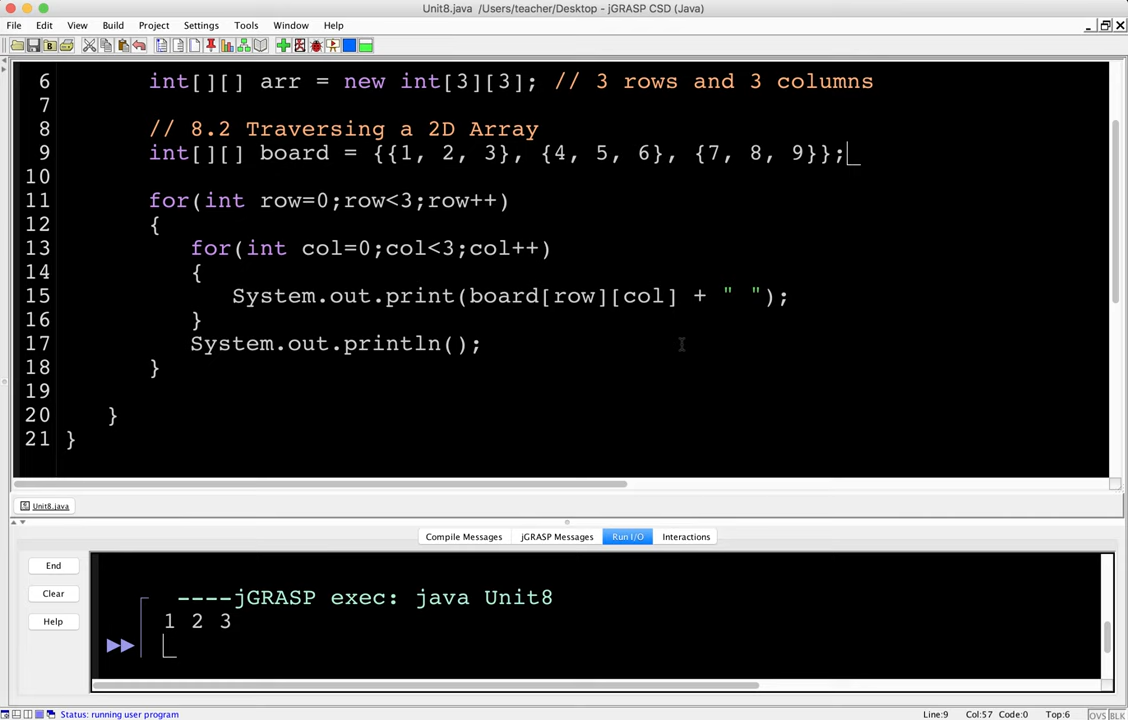 Unit8.java /Users/teacher/Desktop - jGRASP CSD (Java)
File Edit View Build Project Settings Tools Window Help
6 int[][] arr = new int[3][3]; // 3 rows and 3 columns
7
8 // 8.2 Traversing a 2D Array
9 int[][] board = {{1, 2, 3}, {4, 5, 6}, {7, 8, 9}};
10
11 for(int row=0;row<3;row++)
12 {
13 for(int col=0;col<3;col++)
14 {
15 System.out.print(board[row][col] + " ");
16 }
17 System.out.println();
18 }
19
20 }
21 }
Unit8.java
Compile Messages jGRASP Messages Run I/O Interactions
End
Clear
Help
----jGRASP exec: java Unit8
1 2 3
Status: running user program Line:9 Col:57 Code:0 Top:6 OVS BLK